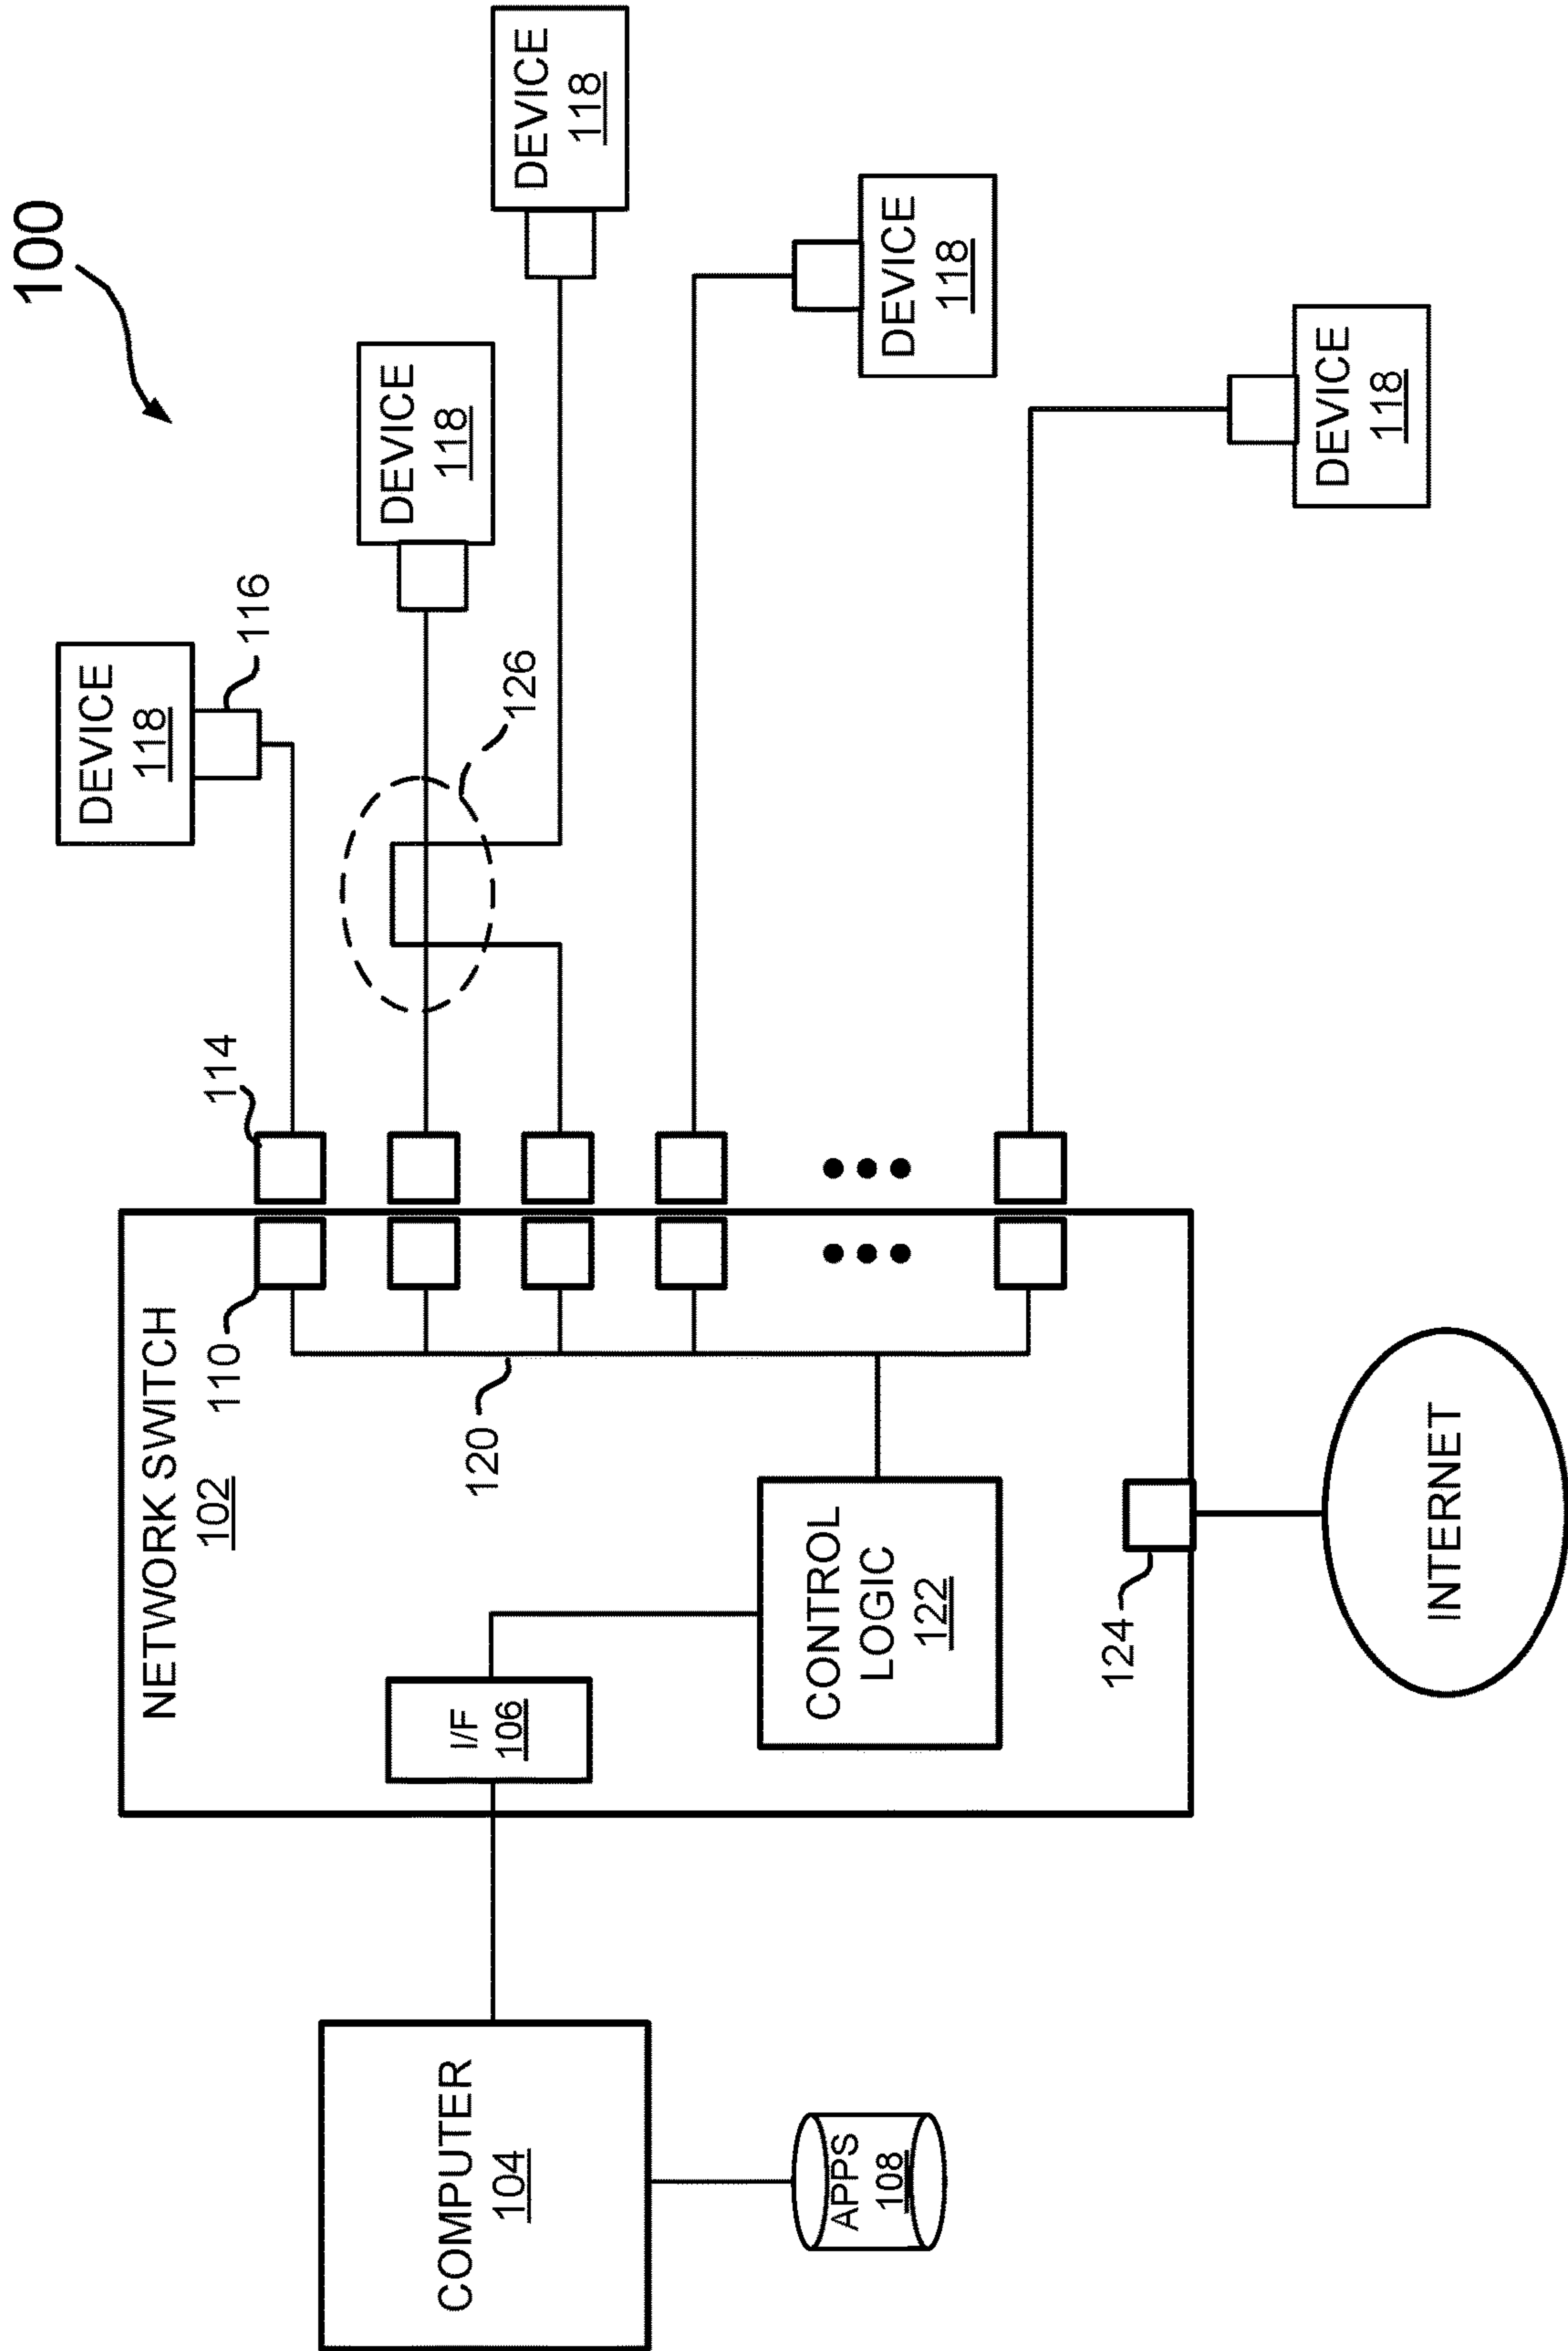 100
DEVICE
118
116
DEVICE
118
DEVICE
118
126
DEVICE
118
DEVICE
118
114
NETWORK SWITCH
102
110
120
I/F
106
CONTROL
LOGIC
122
124
INTERNET
COMPUTER
104
APPS
108